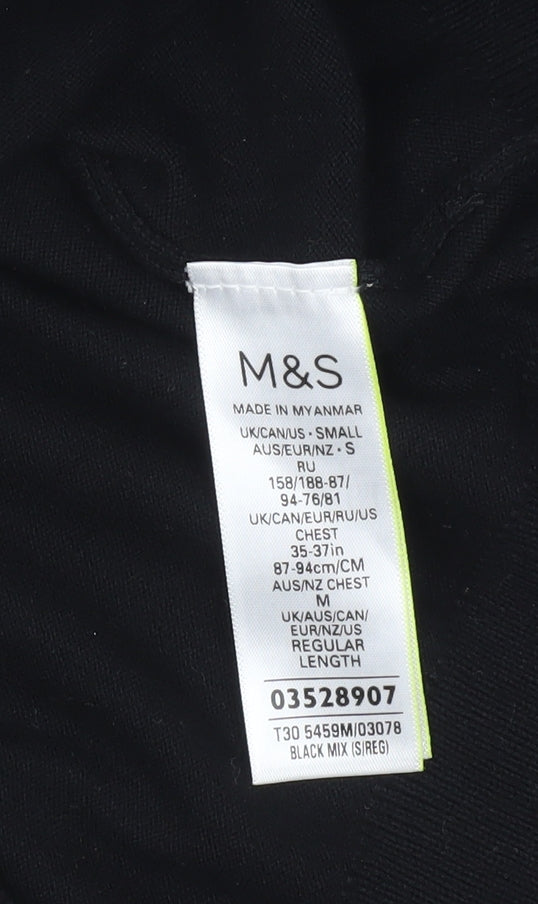 M&S
MADE IN MYANMAR
UK/CAN/US • SMALL
AUS/EUR/NZ • S
RU
158/188-87/
94-76/81
UK/CAN/EUR/RU/US
CHEST
35-37in
87-94cm/CM
AUS/NZ CHEST
M
UK/AUS/CAN/
EUR/NZ/US
REGULAR
LENGTH
03528907
T30 5459M/03078
BLACK MIX (S/REG)